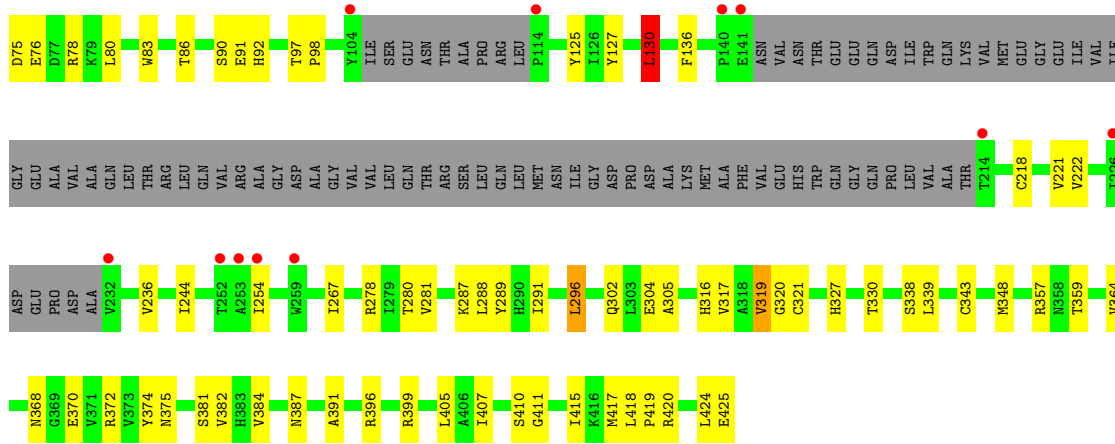 D75 E76 D77 R78 K79 L80 W83 T86 S90 E91 H92 T97 P98 Y104 ILE SER GLU ASN THR ALA PRO ARG LEU P114 Y125 I126 Y127 L130 F136 P140 E141 ASN VAL ASN THR GLU GLU GLN ASP ILE TRP GLN LYS VAL MET GLU GLY GLU ILE VAL ILE
GLY GLU ALA VAL ALA GLN LEU THR ARG LEU GLN VAL ARG ALA GLY ASP ALA GLY VAL VAL LEU GLN THR ARG SER LEU GLN LEU MET ASN ILE GLY ASP PRO ASP ALA LYS MET ALA PHE VAL GLU HIS TRP GLN GLY GLN PRO LEU VAL ALA THR T214 C218 V221 V222 I226
ASP GLU PRO ASP ALA V232 V236 I244 T252 A253 I254 W259 I267 R278 I279 T280 V281 K287 L288 Y289 H290 I291 L296 Q302 L303 E304 A305 H316 V317 A318 V319 G320 C321 H327 T330 S338 L339 C343 M348 R357 N358 T359 V364
N368 G369 E370 V371 R372 V373 Y374 N375 S381 V382 H383 V384 N387 A391 R396 R399 L405 A406 I407 S410 G411 I415 K416 M417 L418 P419 R420 L424 E425